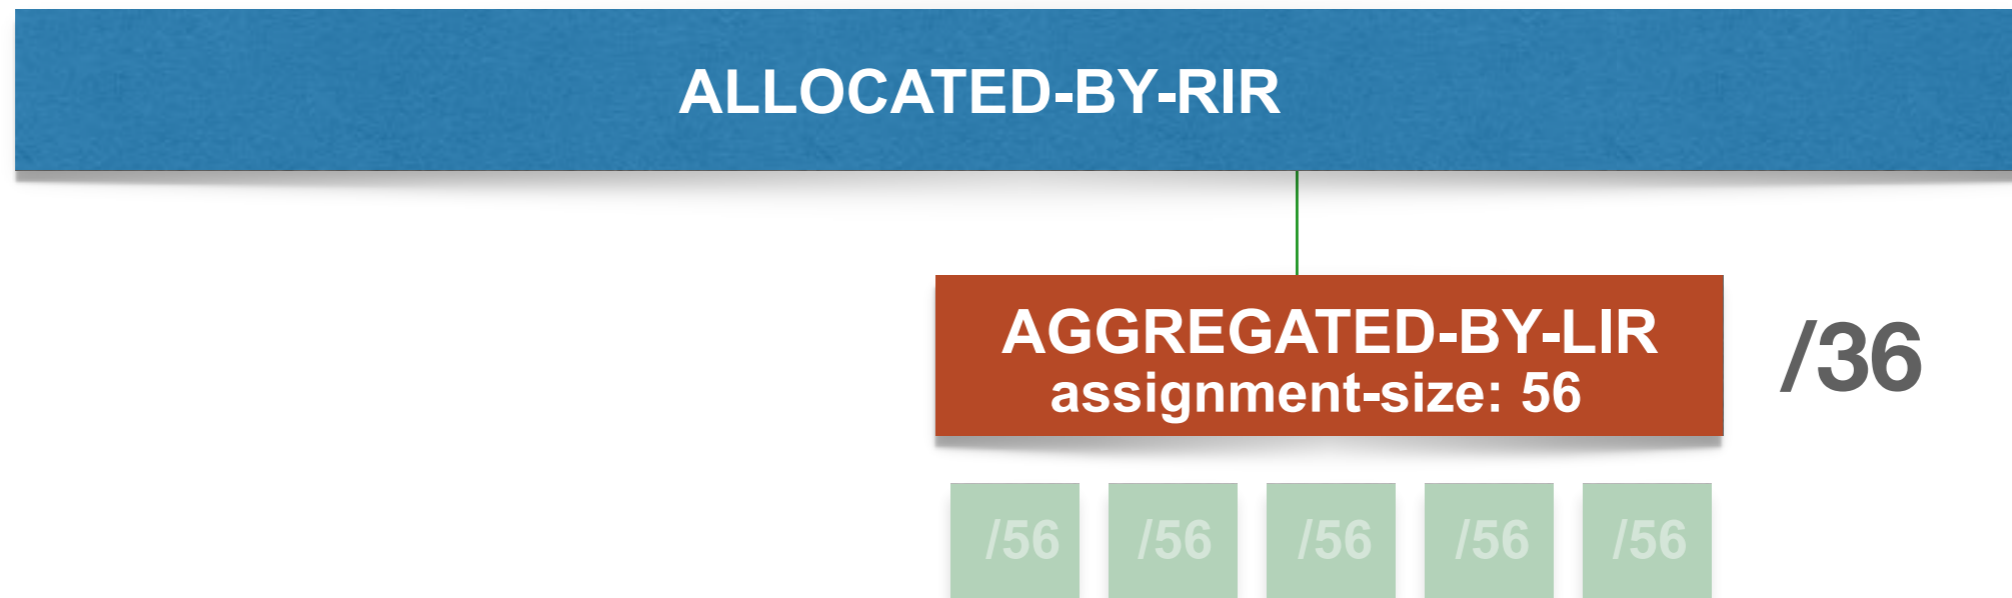 ALLOCATED-BY-RIR
AGGREGATED-BY-LIR
assignment-size: 56
/36
/56 /56 /56 /56 /56